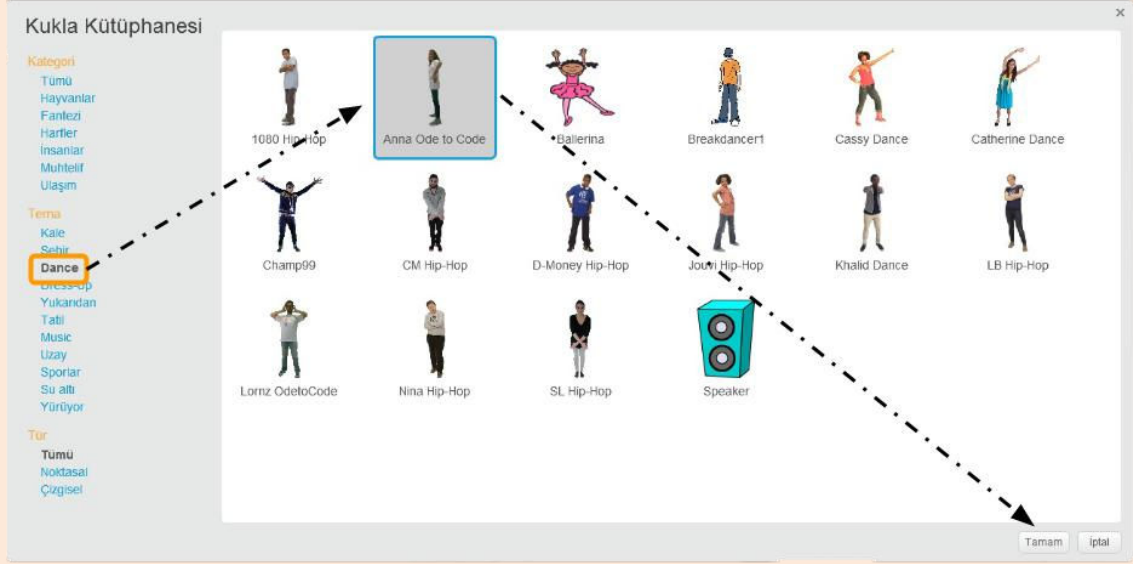 Kukla Kütüphanesi
×
Kategori
Tümü
Hayvanlar
Fantezi
Harfler
İnsanlar
Muhtelif
Ulaşım
Tema
Kale
Şehir
Dance
Dress-Up
Yukarıdan
Tatil
Music
Uzay
Sporlar
Su altı
Yürüyor
Tür
Tümü
Noktasal
Çizgisel
1080 Hip-Hop Anna Ode to Code Ballerina Breakdancer1 Cassy Dance Catherine Dance
Champ99 CM Hip-Hop D-Money Hip-Hop Jouvi Hip-Hop Khalid Dance LB Hip-Hop
Lornz OdetoCode Nina Hip-Hop SL Hip-Hop Speaker
Tamam İptal